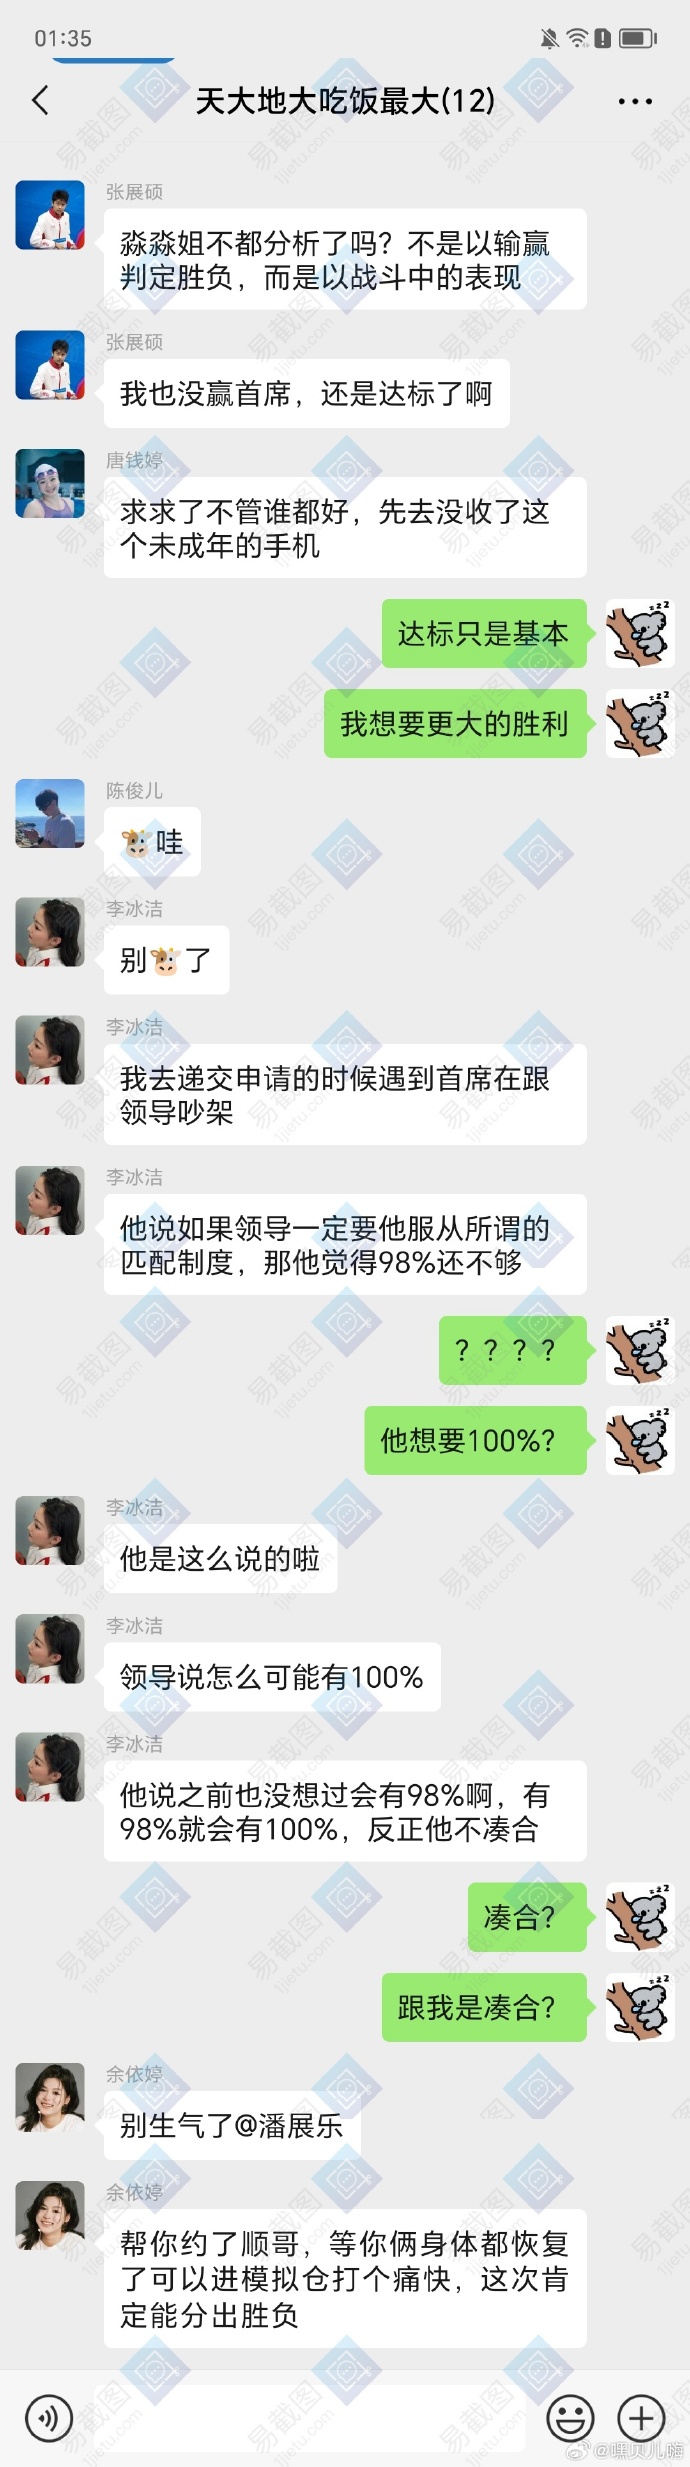 01:35
天大地大吃饭最大(12)
张展硕
淼淼姐不都分析了吗？不是以输赢
判定胜负，而是以战斗中的表现
张展硕
我也没赢首席，还是达标了啊
唐钱婷
求求了不管谁都好，先去没收了这
个未成年的手机
达标只是基本
我想要更大的胜利
陈俊儿
🐮哇
李冰洁
别🐮了
李冰洁
我去递交申请的时候遇到首席在跟
领导吵架
李冰洁
他说如果领导一定要他服从所谓的
匹配制度，那他觉得98%还不够
？？？？
他想要100%？
李冰洁
他是这么说的啦
李冰洁
领导说怎么可能有100%
李冰洁
他说之前也没想过会有98%啊，有
98%就会有100%，反正他不凑合
凑合？
跟我是凑合？
余依婷
别生气了@潘展乐
余依婷
帮你约了顺哥，等你俩身体都恢复
了可以进模拟仓打个痛快，这次肯
定能分出胜负
易截图
1jietu.com
@嘿贝儿嗨